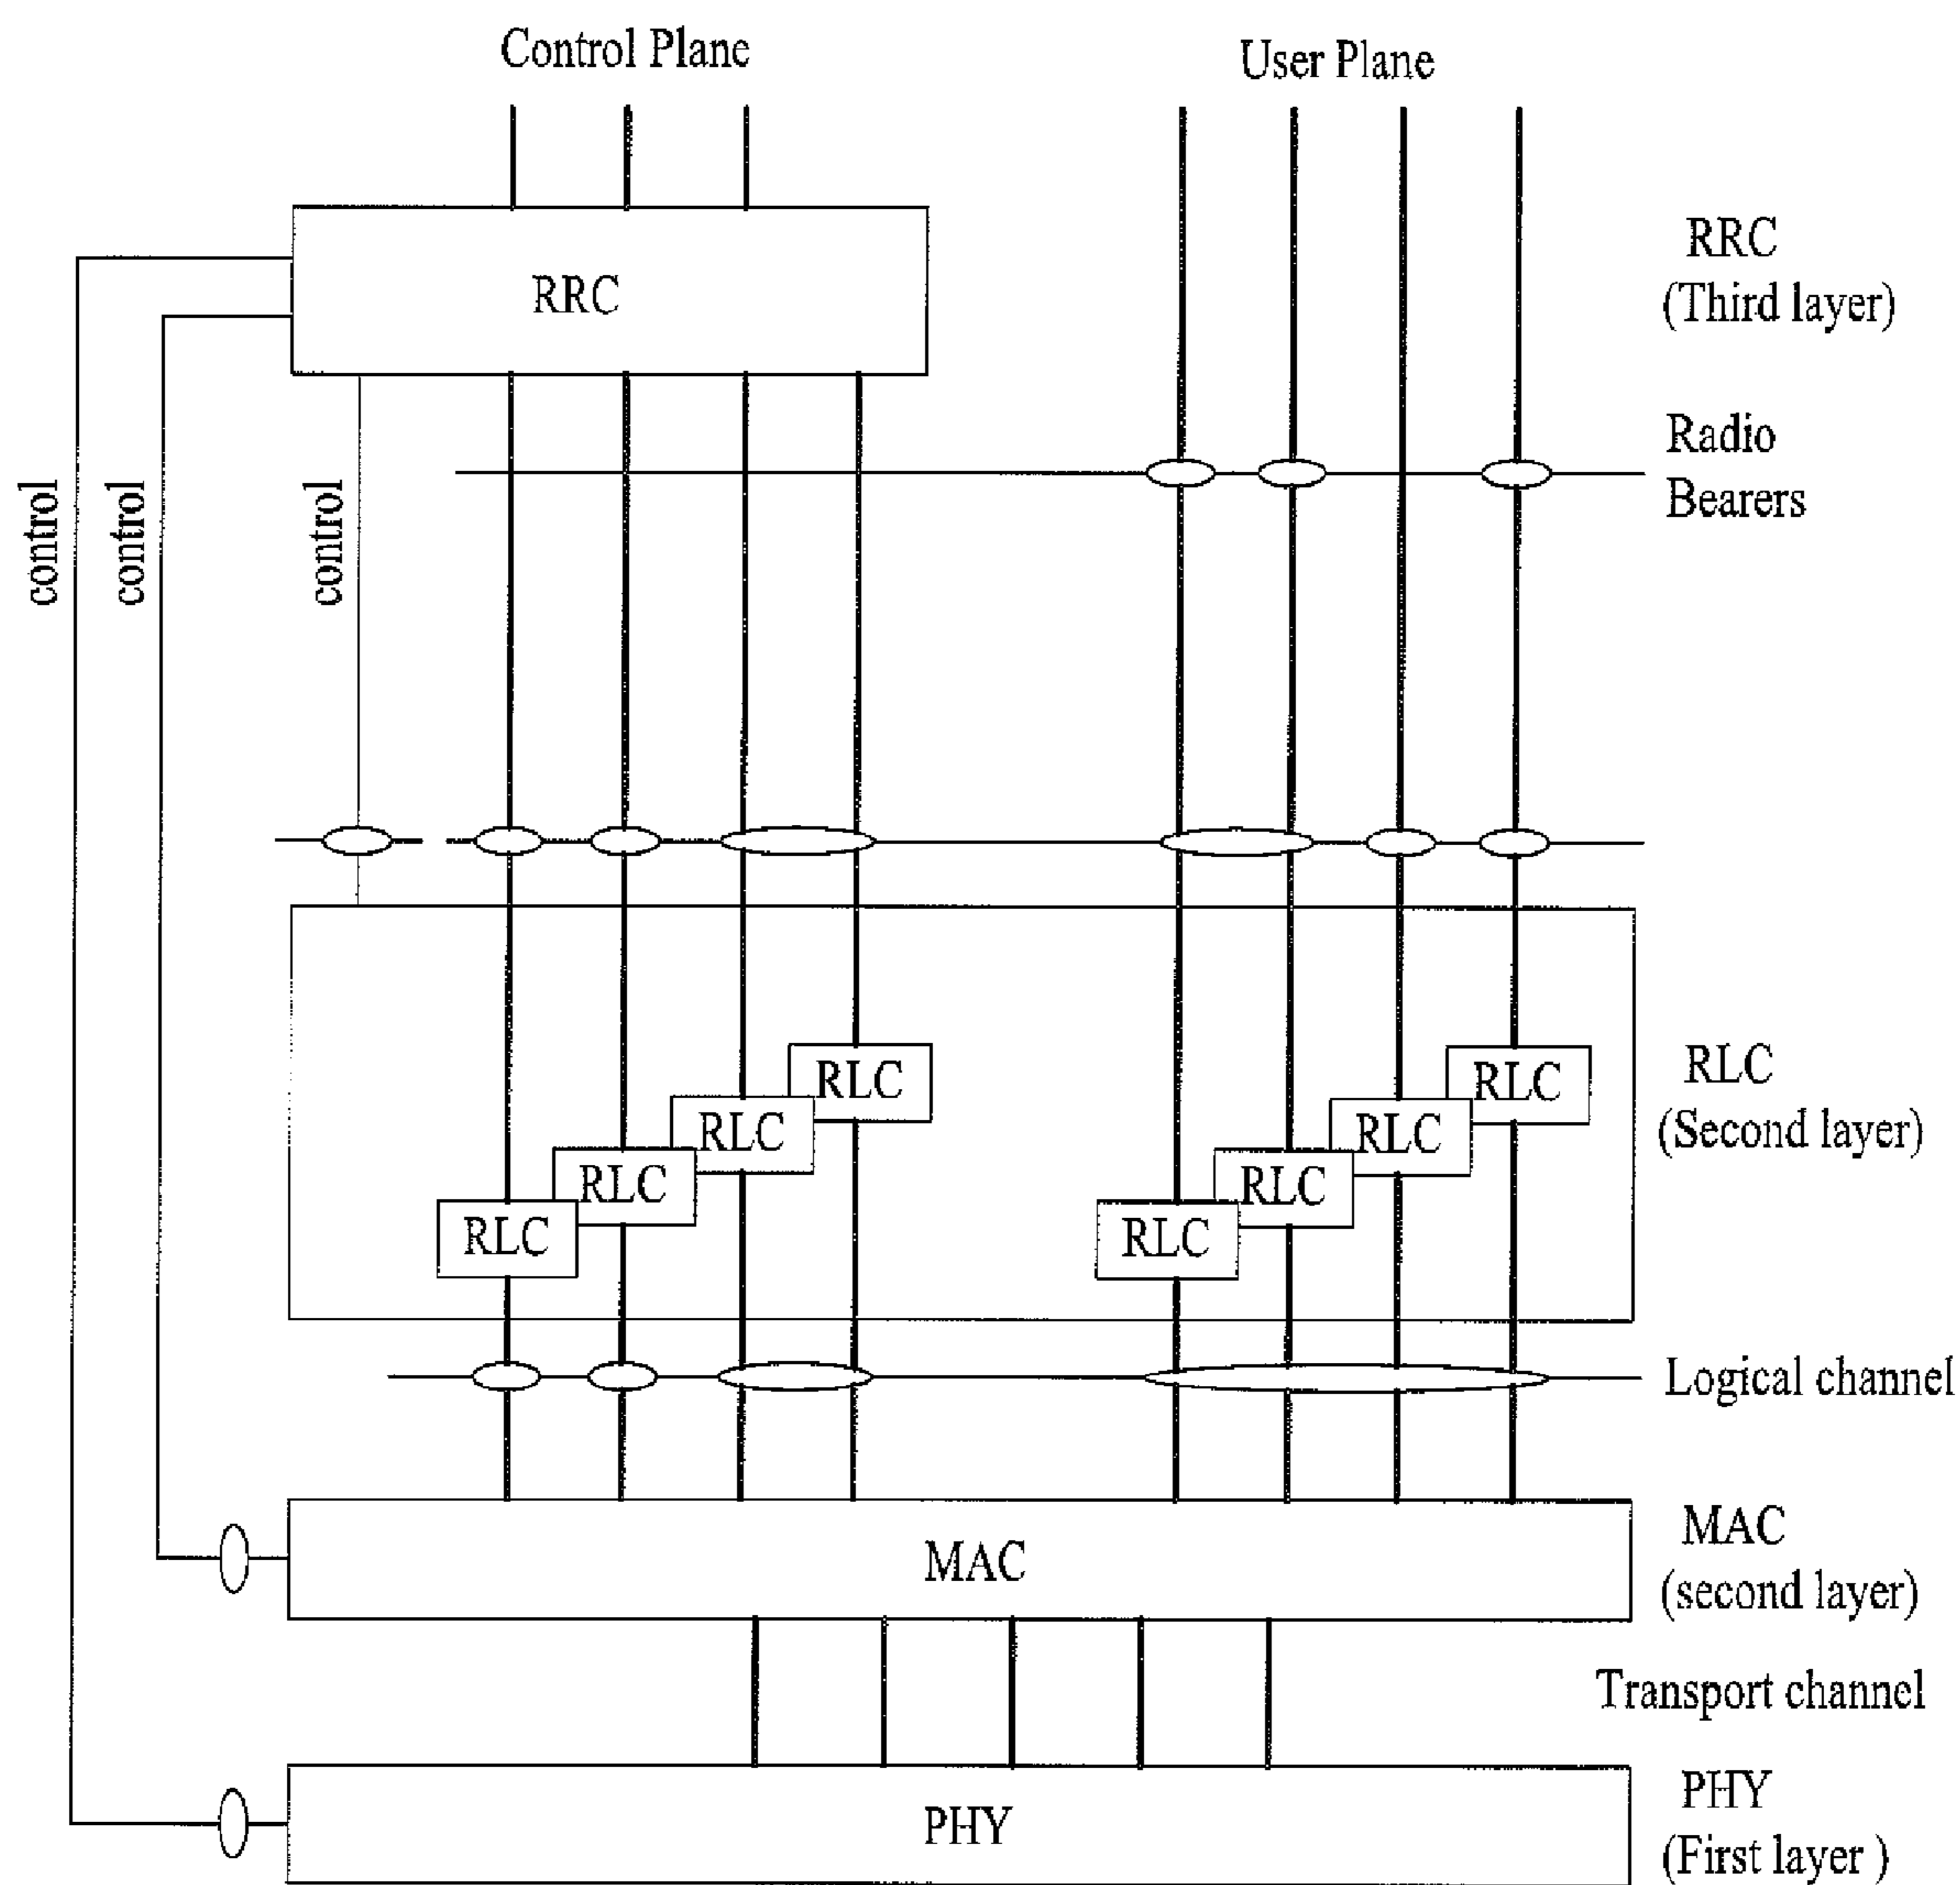 Control Plane
User Plane
RRC
RRC
(Third layer)
Radio
Bearers
control
control
control
RLC
RLC
RLC
RLC
RLC
RLC
RLC
RLC
RLC
(Second layer)
Logical channel
MAC
MAC
(second layer)
Transport channel
PHY
PHY
(First layer )